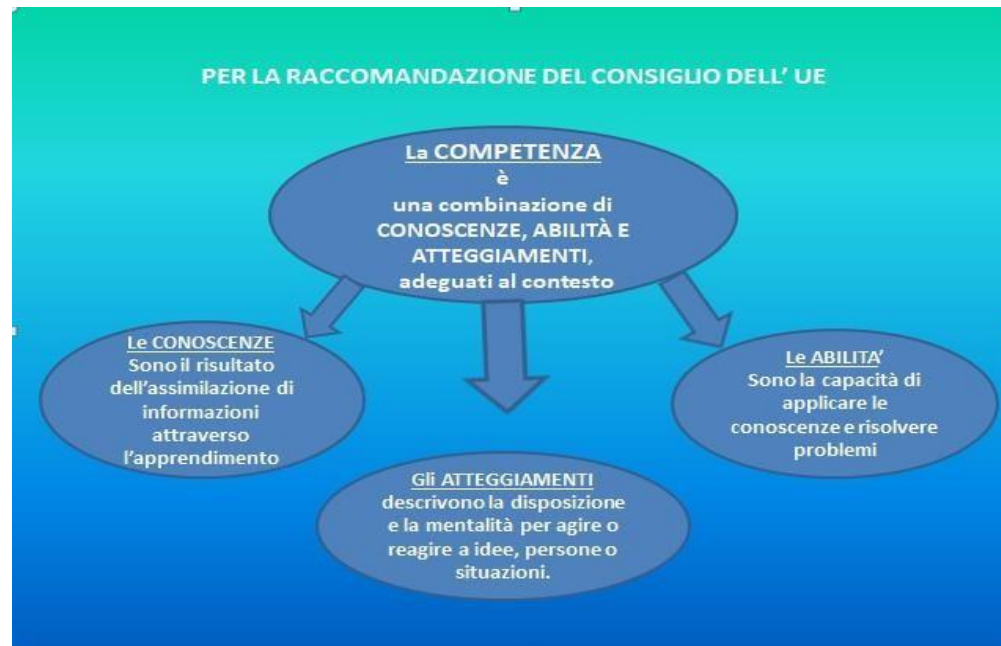 PER LA RACCOMANDAZIONE DEL CONSIGLIO DELL' UE
La COMPETENZA
è
una combinazione di
CONOSCENZE, ABILITÀ E
ATTEGGIAMENTI,
adeguati al contesto
Le CONOSCENZE
Sono il risultato
dell'assimilazione di
informazioni
attraverso
l'apprendimento
Gli ATTEGGIAMENTI
descrivono la disposizione
e la mentalità per agire o
reagire a idee, persone o
situazioni.
Le ABILITA'
Sono la capacità di
applicare le
conoscenze e risolvere
problemi